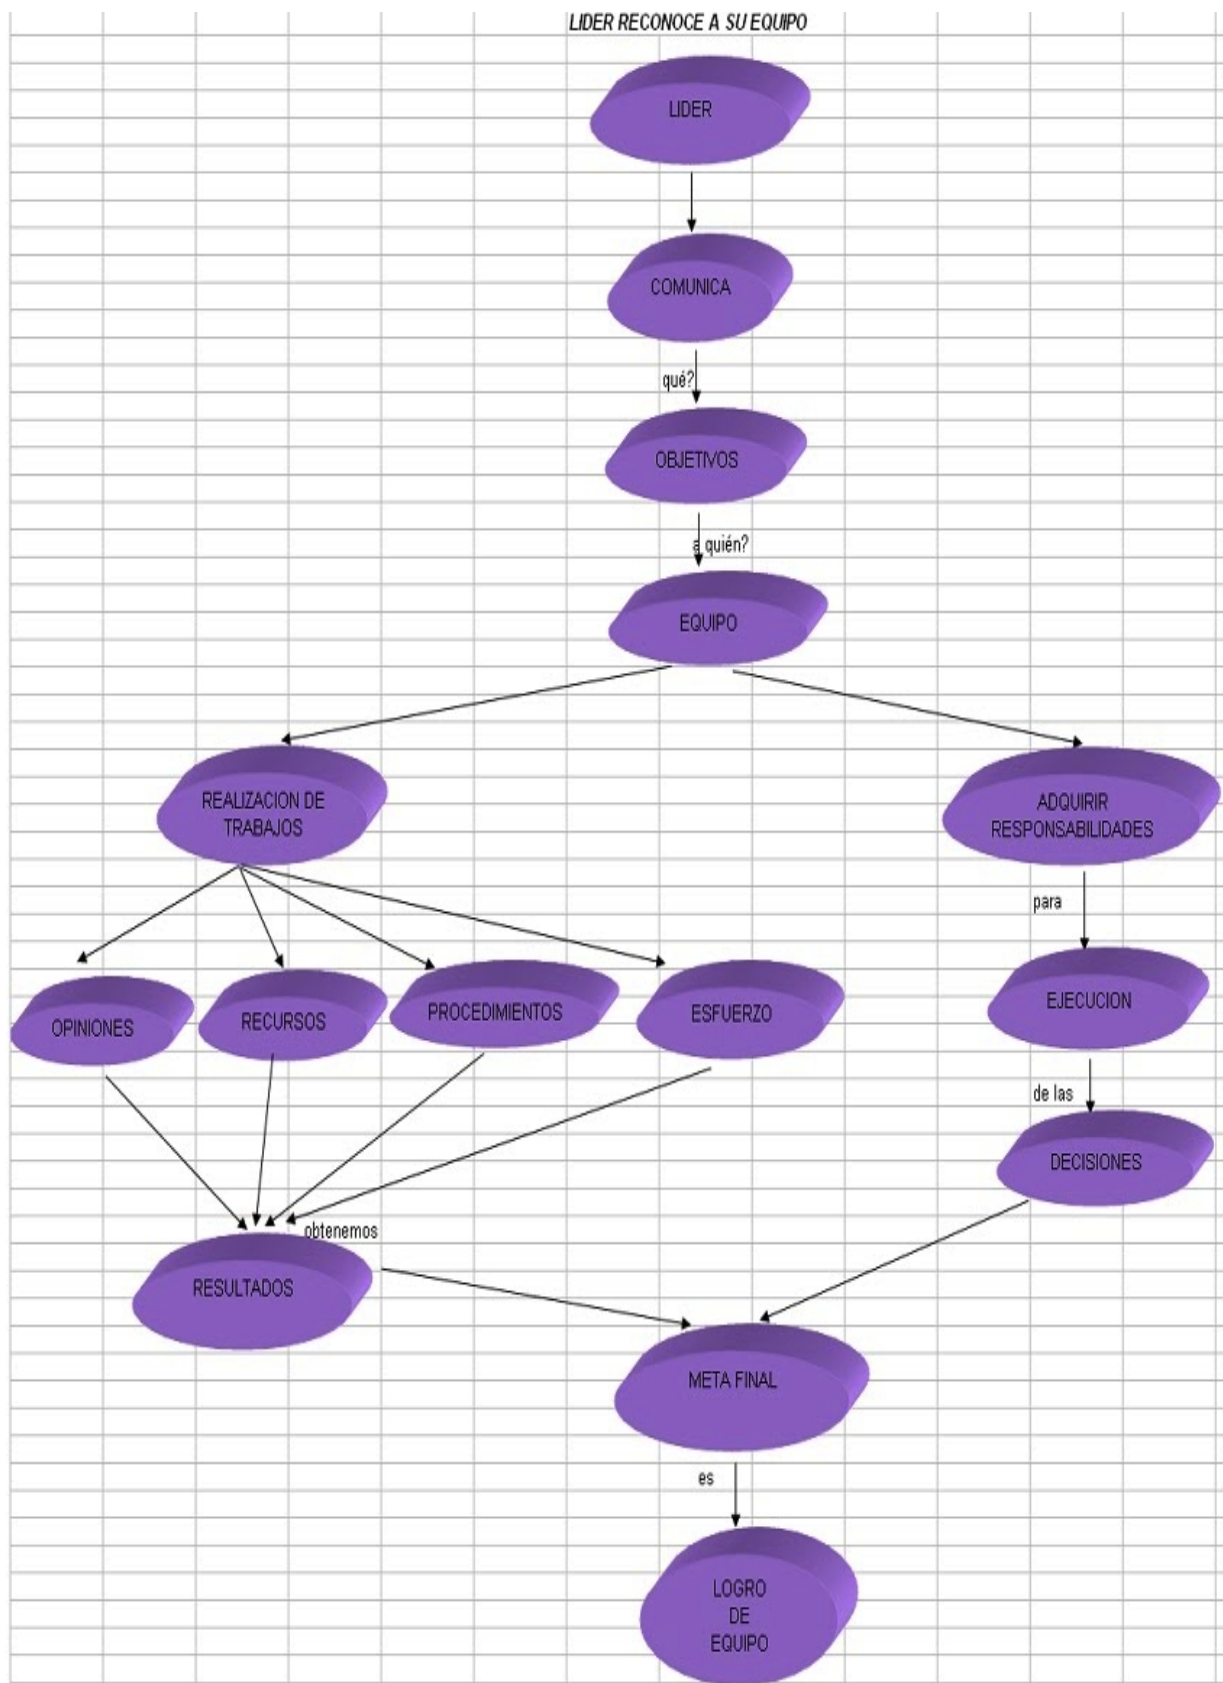 LIDER RECONOCE A SU EQUIPO
LIDER
COMUNICA
qué?
OBJETIVOS
a quién?
EQUIPO
REALIZACION DE
TRABAJOS
ADQUIRIR
RESPONSABILIDADES
para
OPINIONES
RECURSOS
PROCEDIMIENTOS
ESFUERZO
EJECUCION
de las
DECISIONES
obtenemos
RESULTADOS
META FINAL
es
LOGRO
DE
EQUIPO